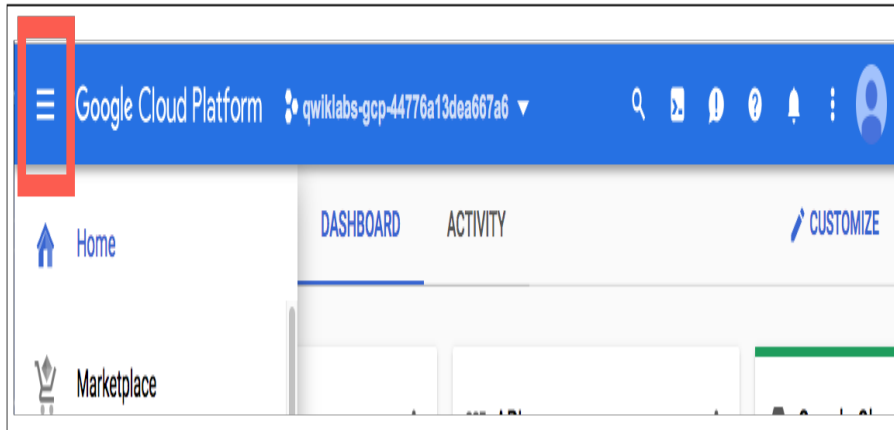 Google Cloud Platform qwiklabs-gcp-44776a13dea667a6
Home
DASHBOARD ACTIVITY CUSTOMIZE
Marketplace